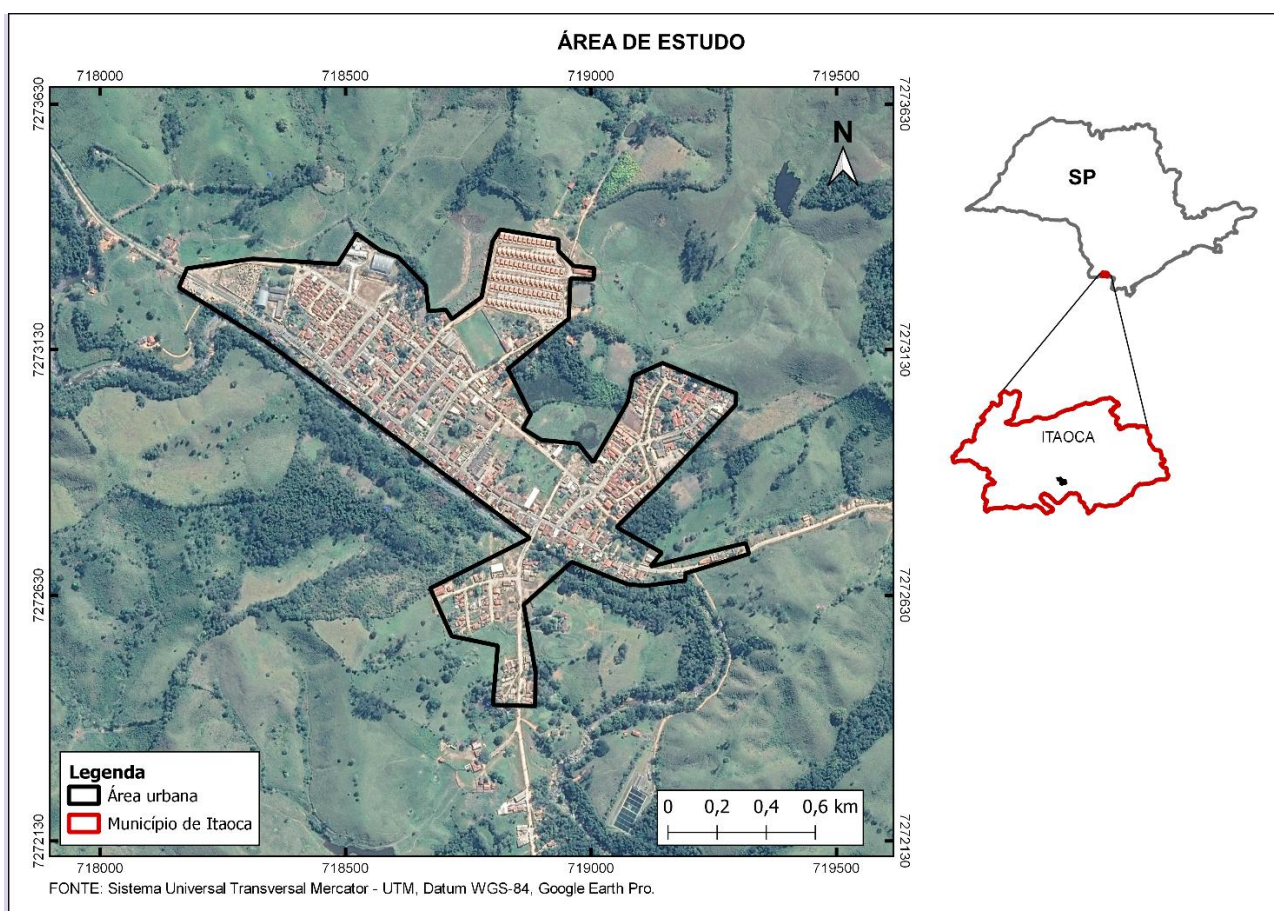 ÁREA DE ESTUDO
718000 718500 719000 719500
7273630 7273630
N
SP
7273130 7273130
ITAOCA
7272630 7272630
Legenda
Área urbana
Município de Itaoca
0 0,2 0,4 0,6 km
7272130 7272130
718000 718500 719000 719500
FONTE: Sistema Universal Transversal Mercator - UTM, Datum WGS-84, Google Earth Pro.